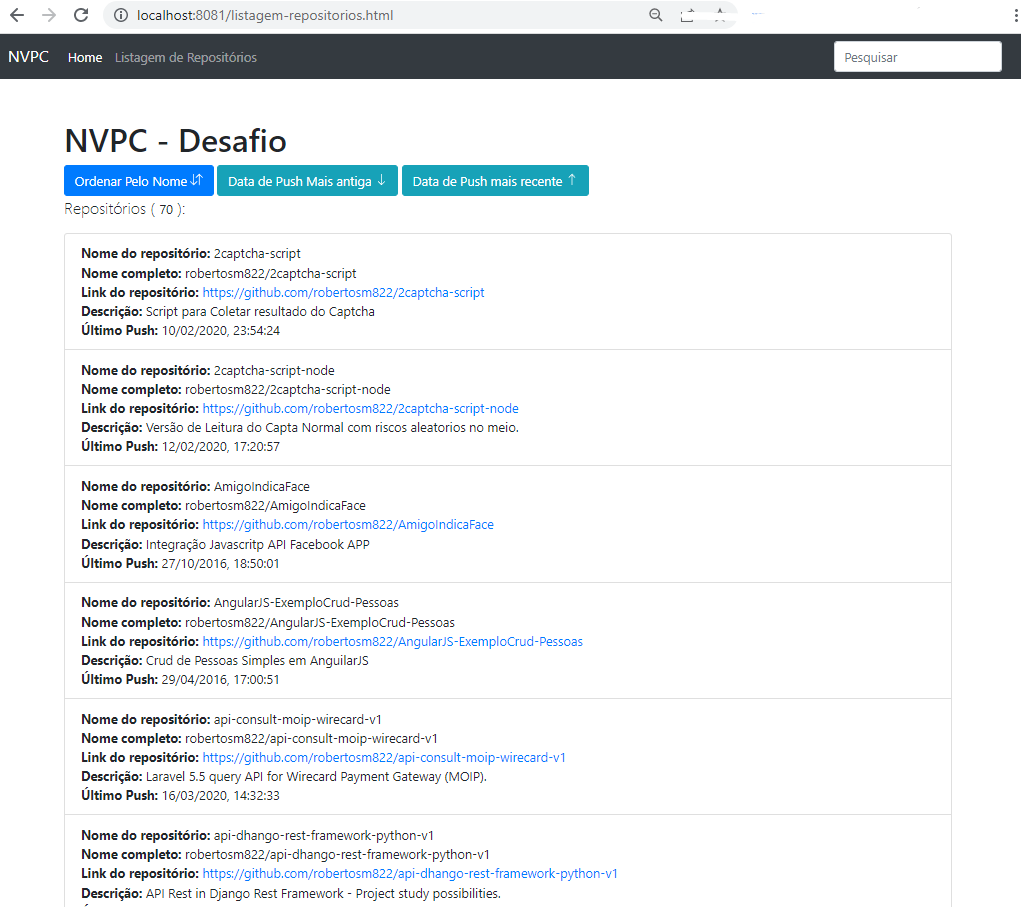 localhost:8081/listagem-repositorios.html
NVPC Home Listagem de Repositórios Pesquisar
NVPC - Desafio
Ordenar Pelo Nome Data de Push Mais antiga Data de Push mais recente
Repositórios ( 70 ):
Nome do repositório: 2captcha-script
Nome completo: robertosm822/2captcha-script
Link do repositório: https://github.com/robertosm822/2captcha-script
Descrição: Script para Coletar resultado do Captcha
Último Push: 10/02/2020, 23:54:24
Nome do repositório: 2captcha-script-node
Nome completo: robertosm822/2captcha-script-node
Link do repositório: https://github.com/robertosm822/2captcha-script-node
Descrição: Versão de Leitura do Capta Normal com riscos aleatorios no meio.
Último Push: 12/02/2020, 17:20:57
Nome do repositório: AmigoIndicaFace
Nome completo: robertosm822/AmigoIndicaFace
Link do repositório: https://github.com/robertosm822/AmigoIndicaFace
Descrição: Integração Javascritp API Facebook APP
Último Push: 27/10/2016, 18:50:01
Nome do repositório: AngularJS-ExemploCrud-Pessoas
Nome completo: robertosm822/AngularJS-ExemploCrud-Pessoas
Link do repositório: https://github.com/robertosm822/AngularJS-ExemploCrud-Pessoas
Descrição: Crud de Pessoas Simples em AnguilarJS
Último Push: 29/04/2016, 17:00:51
Nome do repositório: api-consult-moip-wirecard-v1
Nome completo: robertosm822/api-consult-moip-wirecard-v1
Link do repositório: https://github.com/robertosm822/api-consult-moip-wirecard-v1
Descrição: Laravel 5.5 query API for Wirecard Payment Gateway (MOIP).
Último Push: 16/03/2020, 14:32:33
Nome do repositório: api-dhango-rest-framework-python-v1
Nome completo: robertosm822/api-dhango-rest-framework-python-v1
Link do repositório: https://github.com/robertosm822/api-dhango-rest-framework-python-v1
Descrição: API Rest in Django Rest Framework - Project study possibilities.